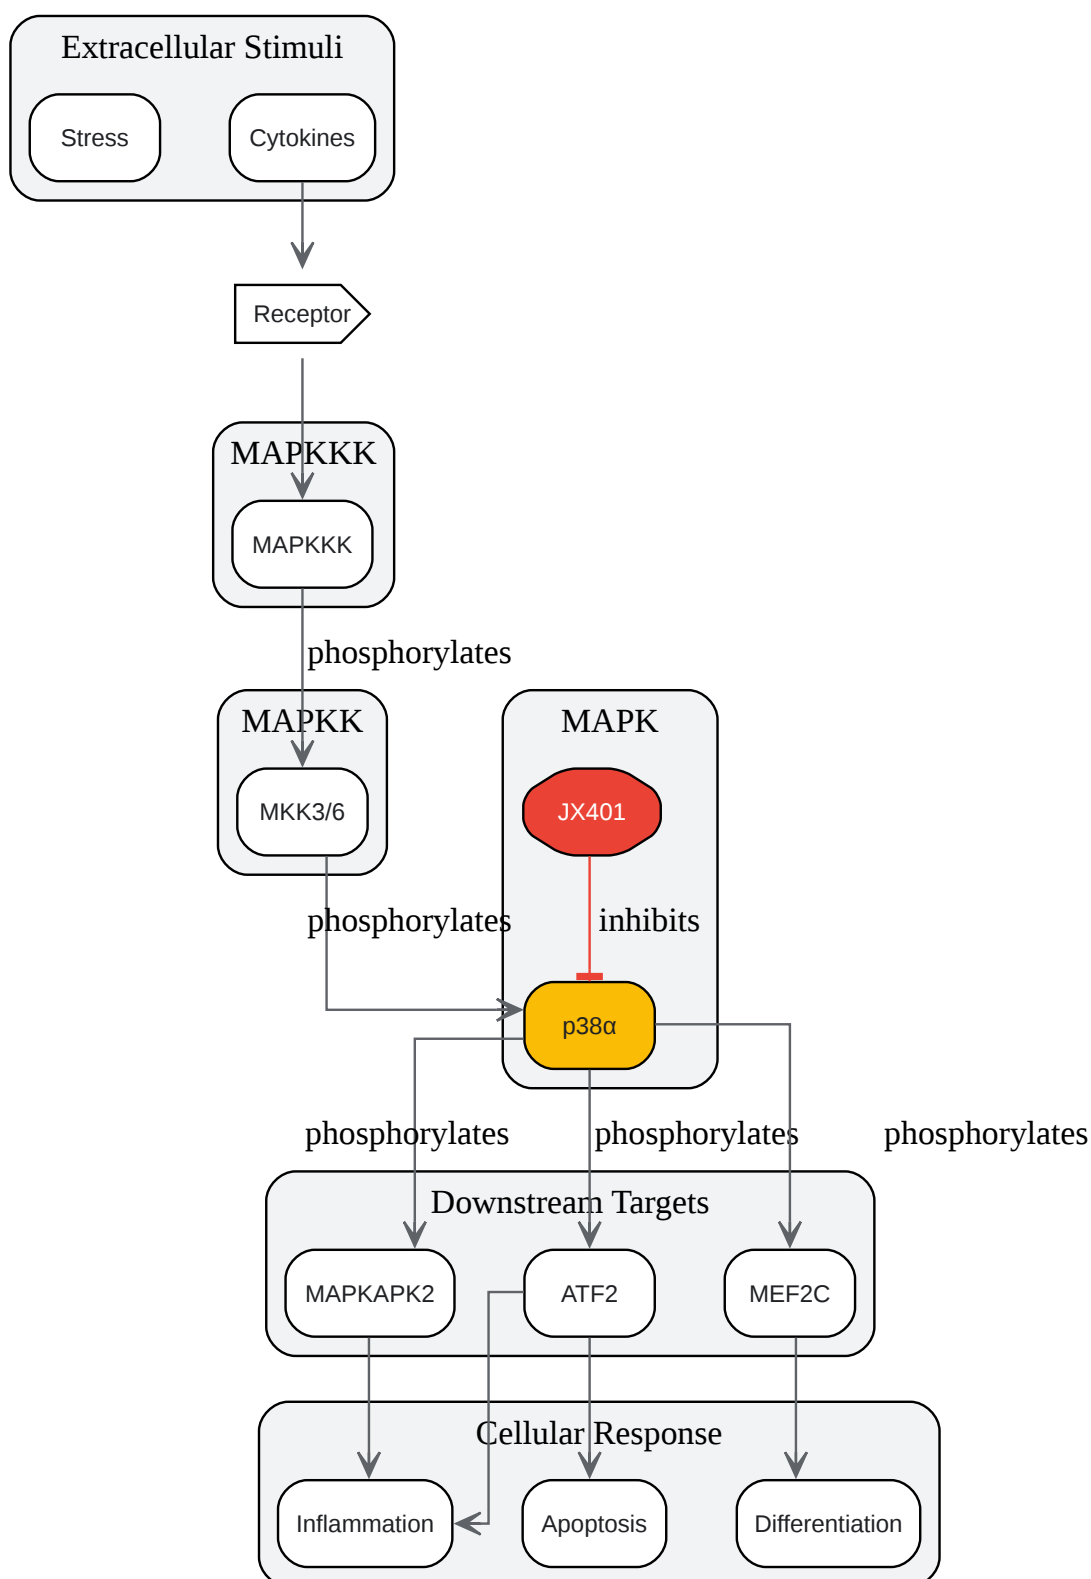 Extracellular Stimuli
Stress
Cytokines
Receptor
MAPKKK
MAPKKK
phosphorylates
MAPKK
MAPK
MKK3/6
JX401
phosphorylates
inhibits
p38α
phosphorylates
phosphorylates
phosphorylates
Downstream Targets
MAPKAPK2
ATF2
MEF2C
Cellular Response
Inflammation
Apoptosis
Differentiation